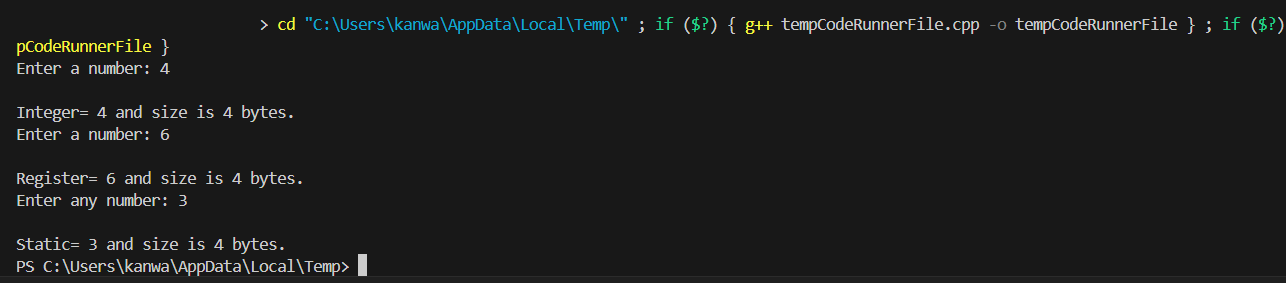 > cd "C:\Users\kanwa\AppData\Local\Temp\" ; if ($?) { g++ tempCodeRunnerFile.cpp -o tempCodeRunnerFile } ; if ($?)
pCodeRunnerFile }
Enter a number: 4
Integer= 4 and size is 4 bytes.
Enter a number: 6
Register= 6 and size is 4 bytes.
Enter any number: 3
Static= 3 and size is 4 bytes.
PS C:\Users\kanwa\AppData\Local\Temp>